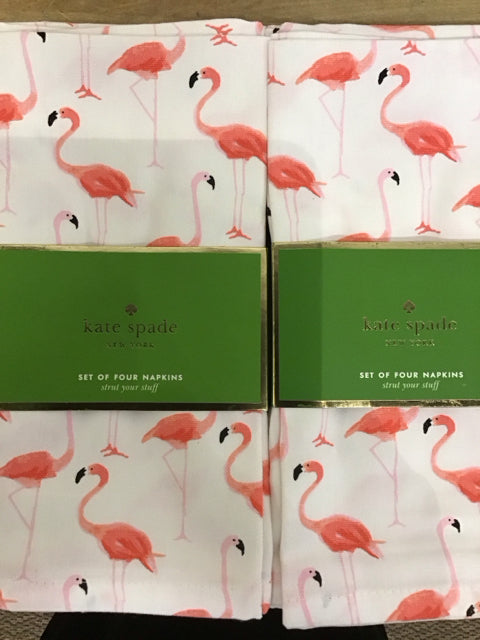 kate spade
NEW YORK
SET OF FOUR NAPKINS
strut your stuff
kate spade
NEW YORK
SET OF FOUR NAPKINS
strut your stuff